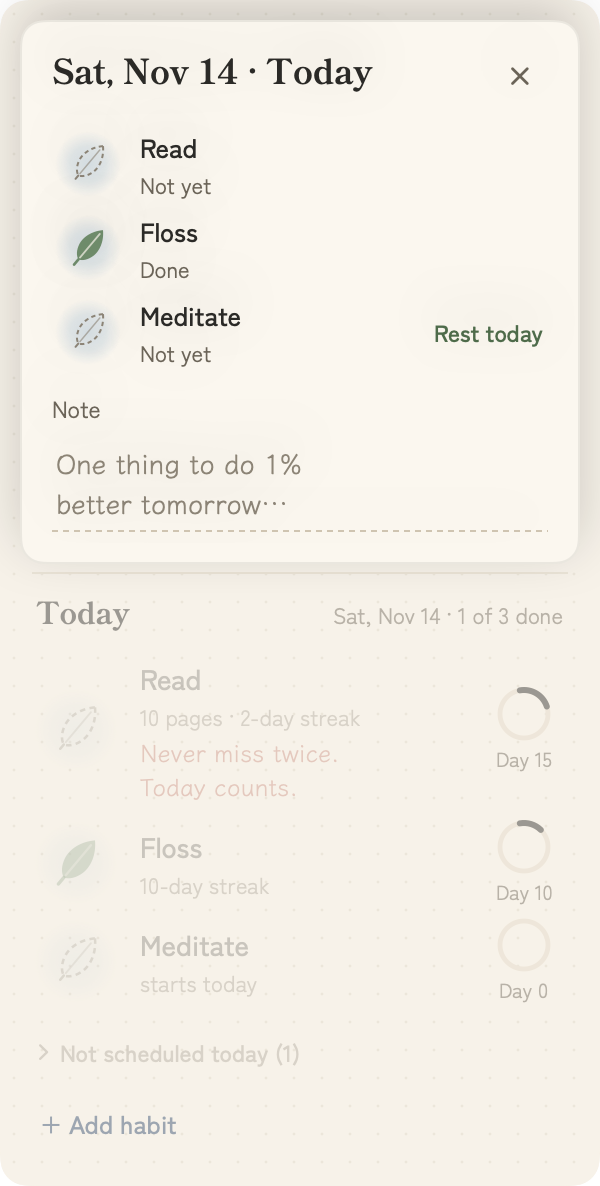 Sat, Nov 14 · Today
Read
Not yet
Floss
Done
Meditate
Not yet
Rest today
Note
One thing to do 1%
better tomorrow…
Today
Sat, Nov 14 · 1 of 3 done
Read
10 pages · 2-day streak
Never miss twice.
Today counts.
Day 15
Floss
10-day streak
Day 10
Meditate
starts today
Day 0
Not scheduled today (1)
+ Add habit